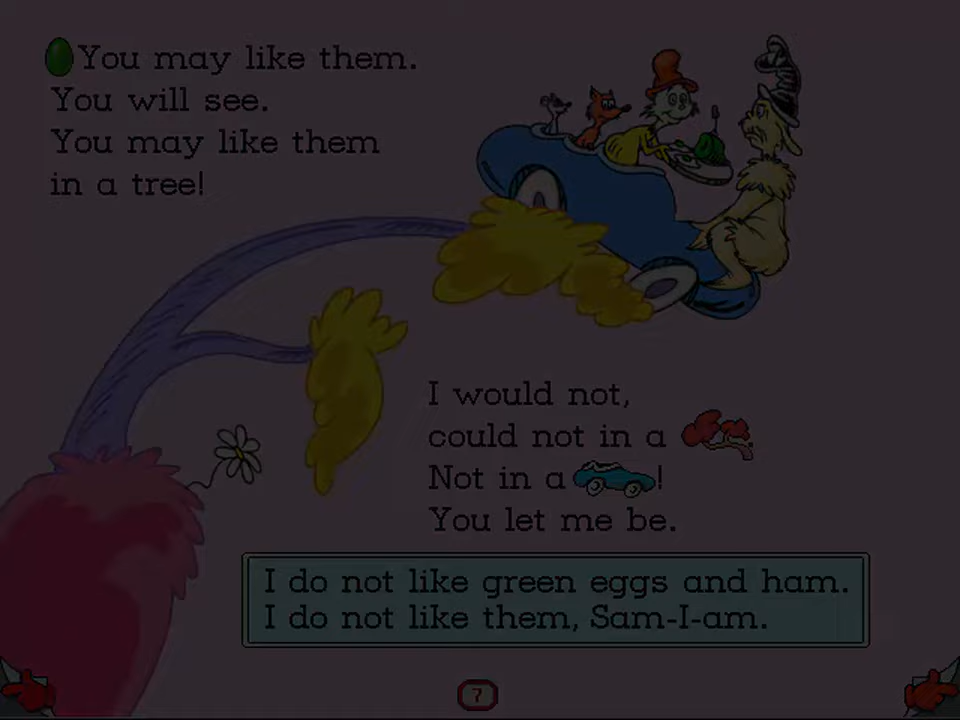 You may like them.
You will see.
You may like them
in a tree!
I would not,
could not in a
Not in a !
You let me be.
I do not like green eggs and ham.
I do not like them, Sam-I-am.
7